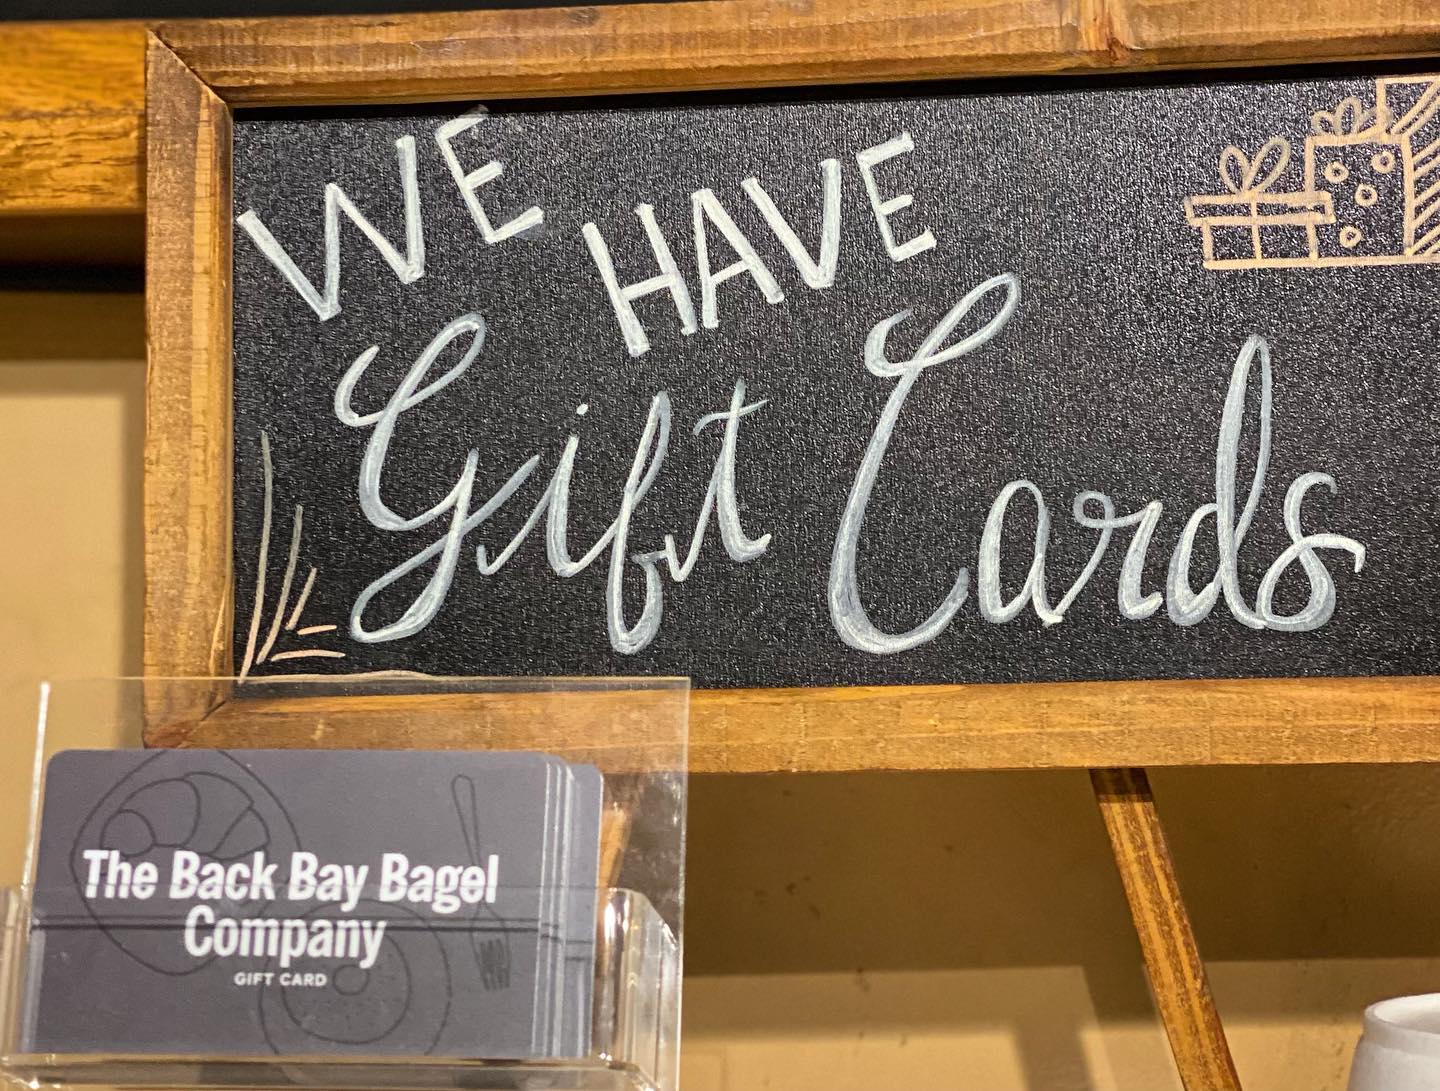 WE HAVE
Gift Cards
The Back Bay Bagel
Company
GIFT CARD